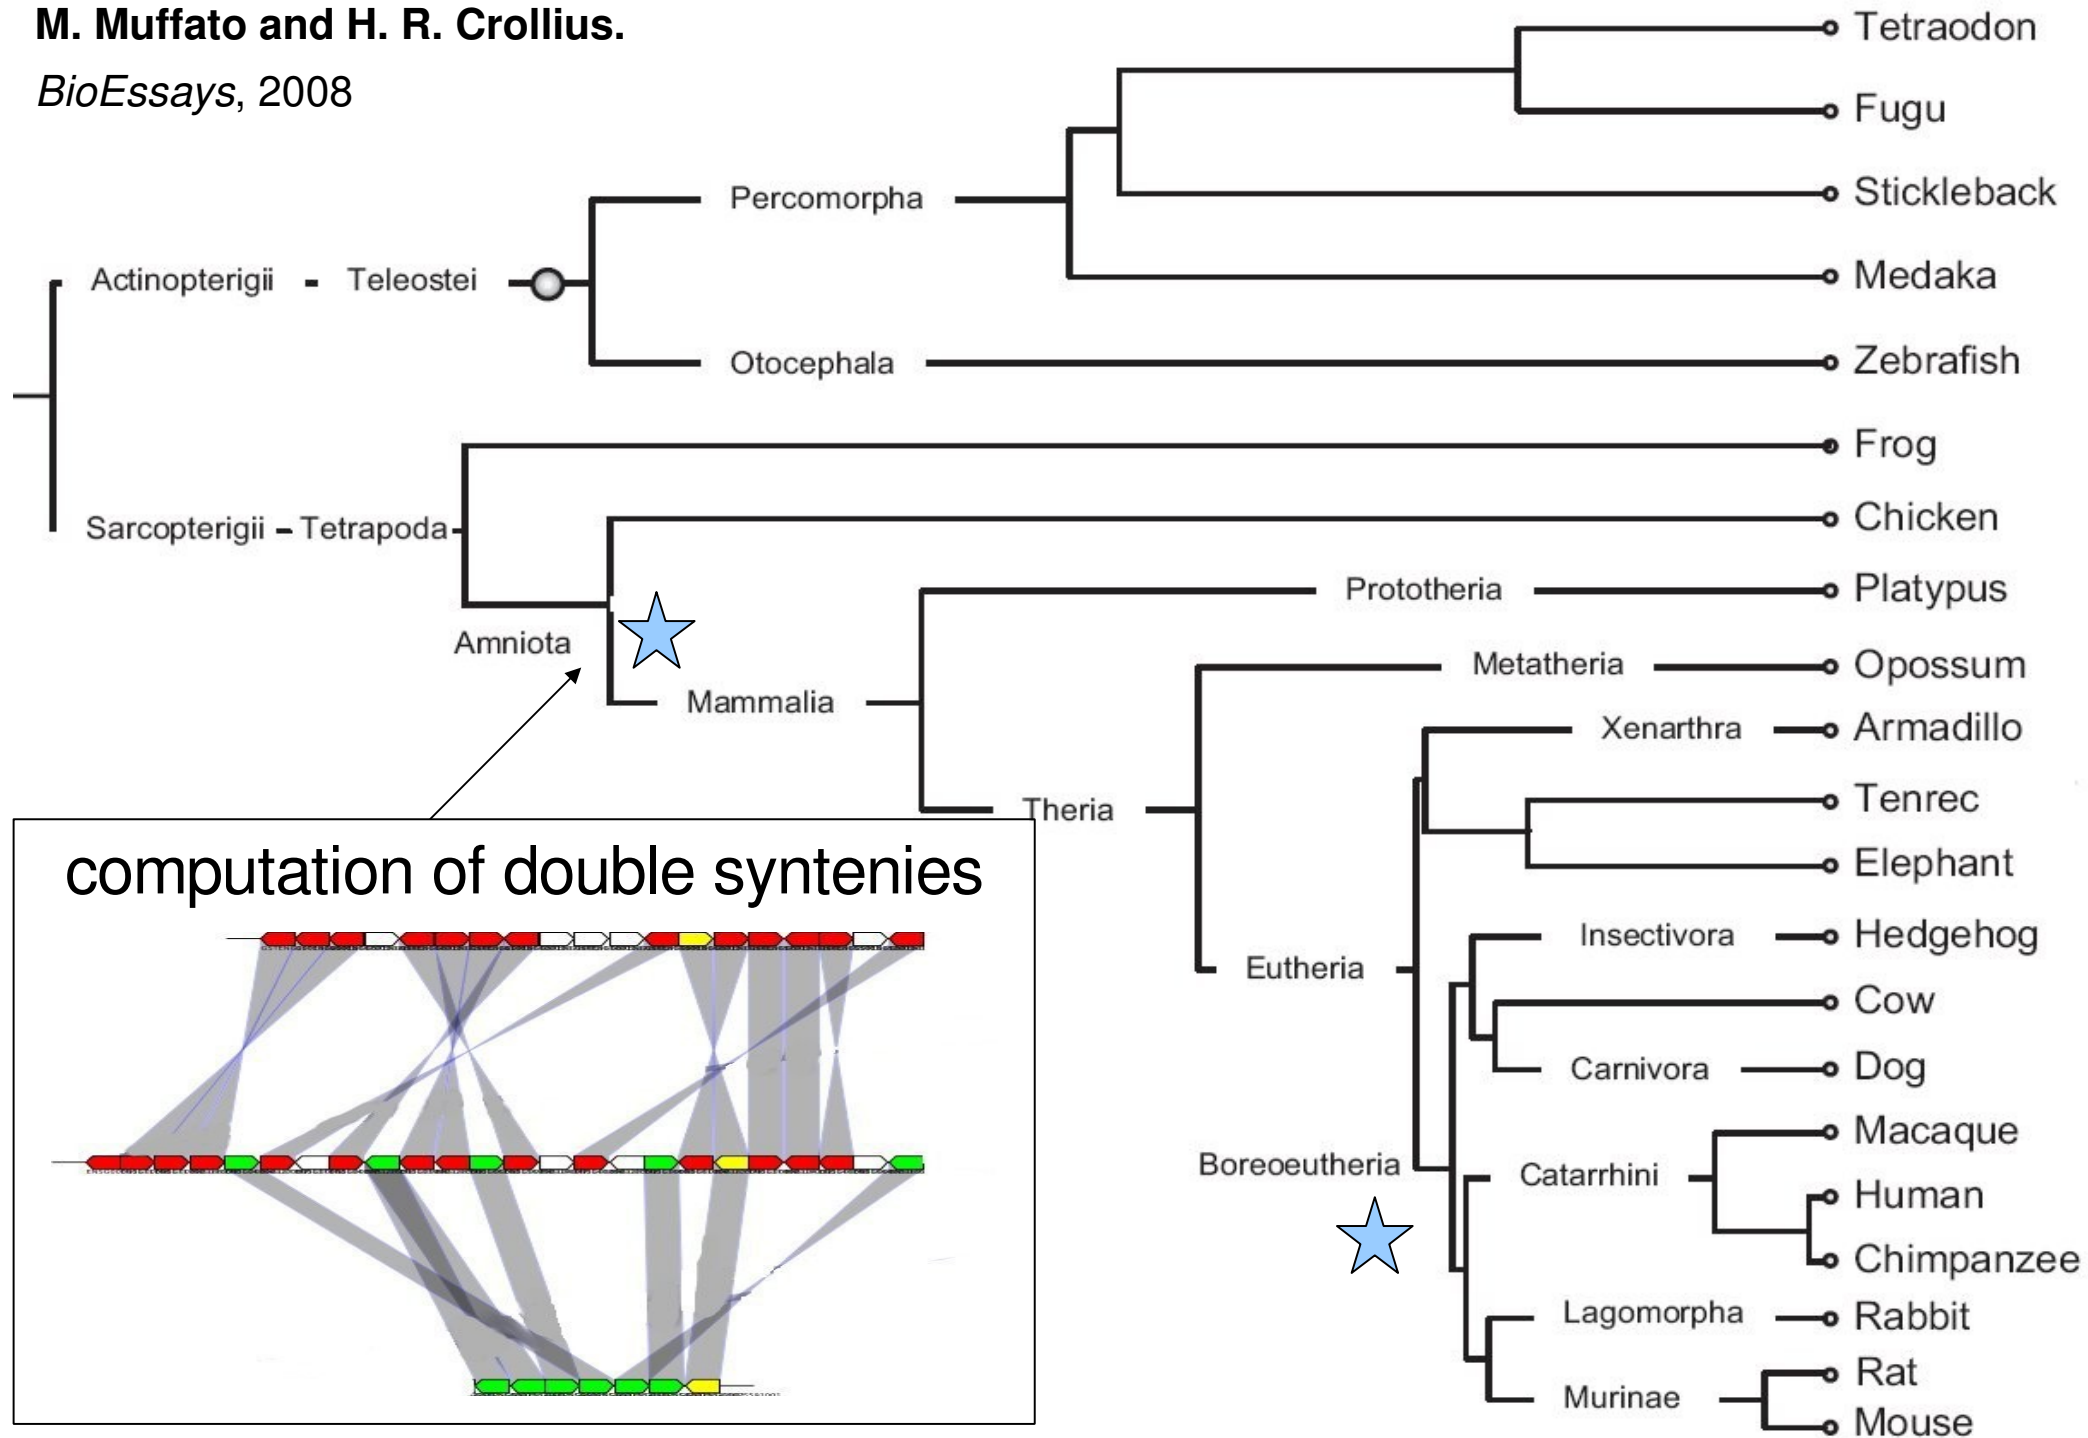 M. Muffato and H. R. Crollius.
BioEssays, 2008
Tetraodon
Fugu
Stickleback
Percomorpha
Medaka
Actinopterigii - Teleostei
Otocephala
Zebrafish
Frog
Chicken
Sarcopterigii - Tetrapoda
Prototheria
Platypus
Amniota
Metatheria
Opossum
Mammalia
Xenarthra
Armadillo
Theria
Tenrec
Elephant
computation of double syntenies
Insectivora
Hedgehog
Eutheria
Cow
Carnivora
Dog
Macaque
Boreoeutheria
Catarrhini
Human
Chimpanzee
Lagomorpha
Rabbit
Rat
Murinae
Mouse